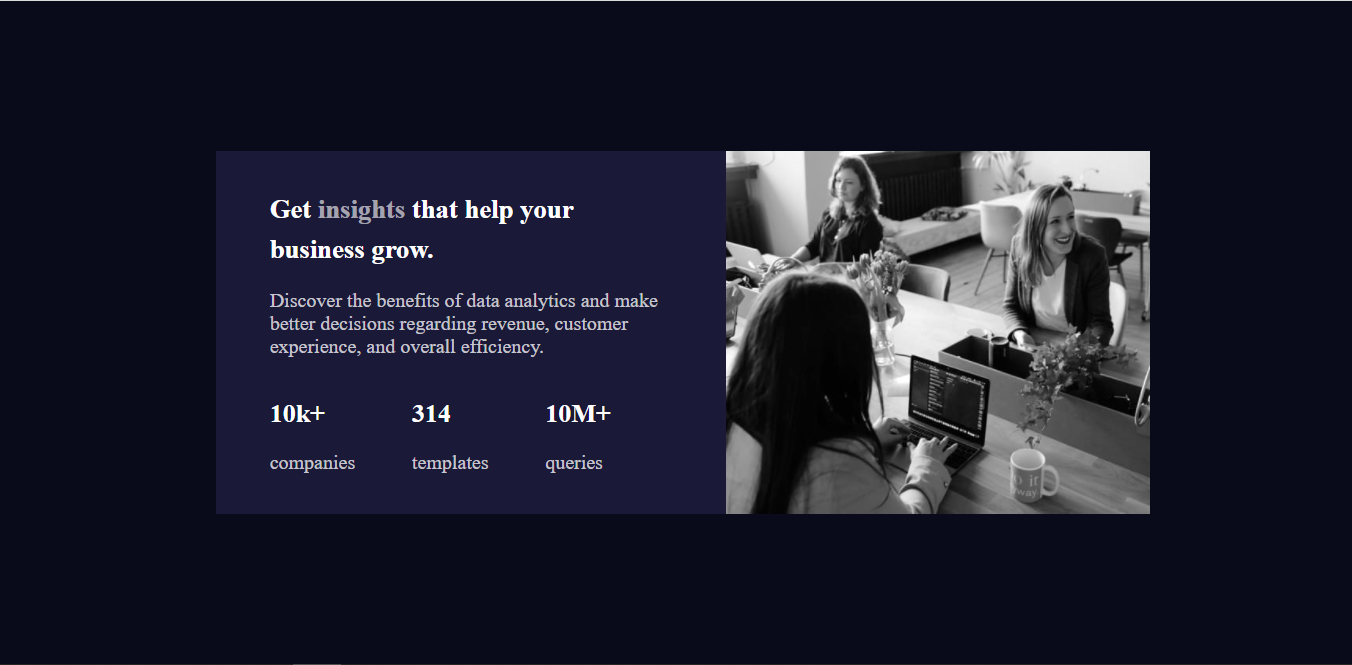 Get insights that help your
business grow.
Discover the benefits of data analytics and make
better decisions regarding revenue, customer
experience, and overall efficiency.
10k+ 314 10M+
companies templates queries